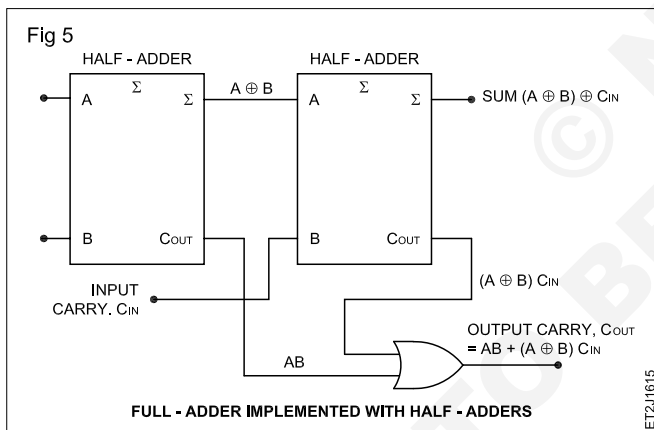 Fig 5
HALF - ADDER
HALF - ADDER
A
Σ
Σ
A ⊕ B
A
Σ
Σ
SUM (A ⊕ B) ⊕ CIN
B
COUT
B
COUT
INPUT
CARRY. CIN
(A ⊕ B) CIN
AB
OUTPUT CARRY, COUT
= AB + (A ⊕ B) CIN
FULL - ADDER IMPLEMENTED WITH HALF - ADDERS
ET2J1615